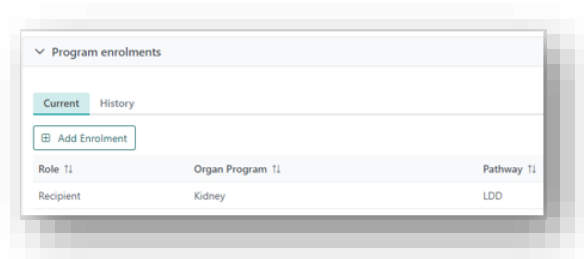 Program enrolments
Current History
Add Enrolment
Role Organ Program Pathway
Recipient Kidney LDD